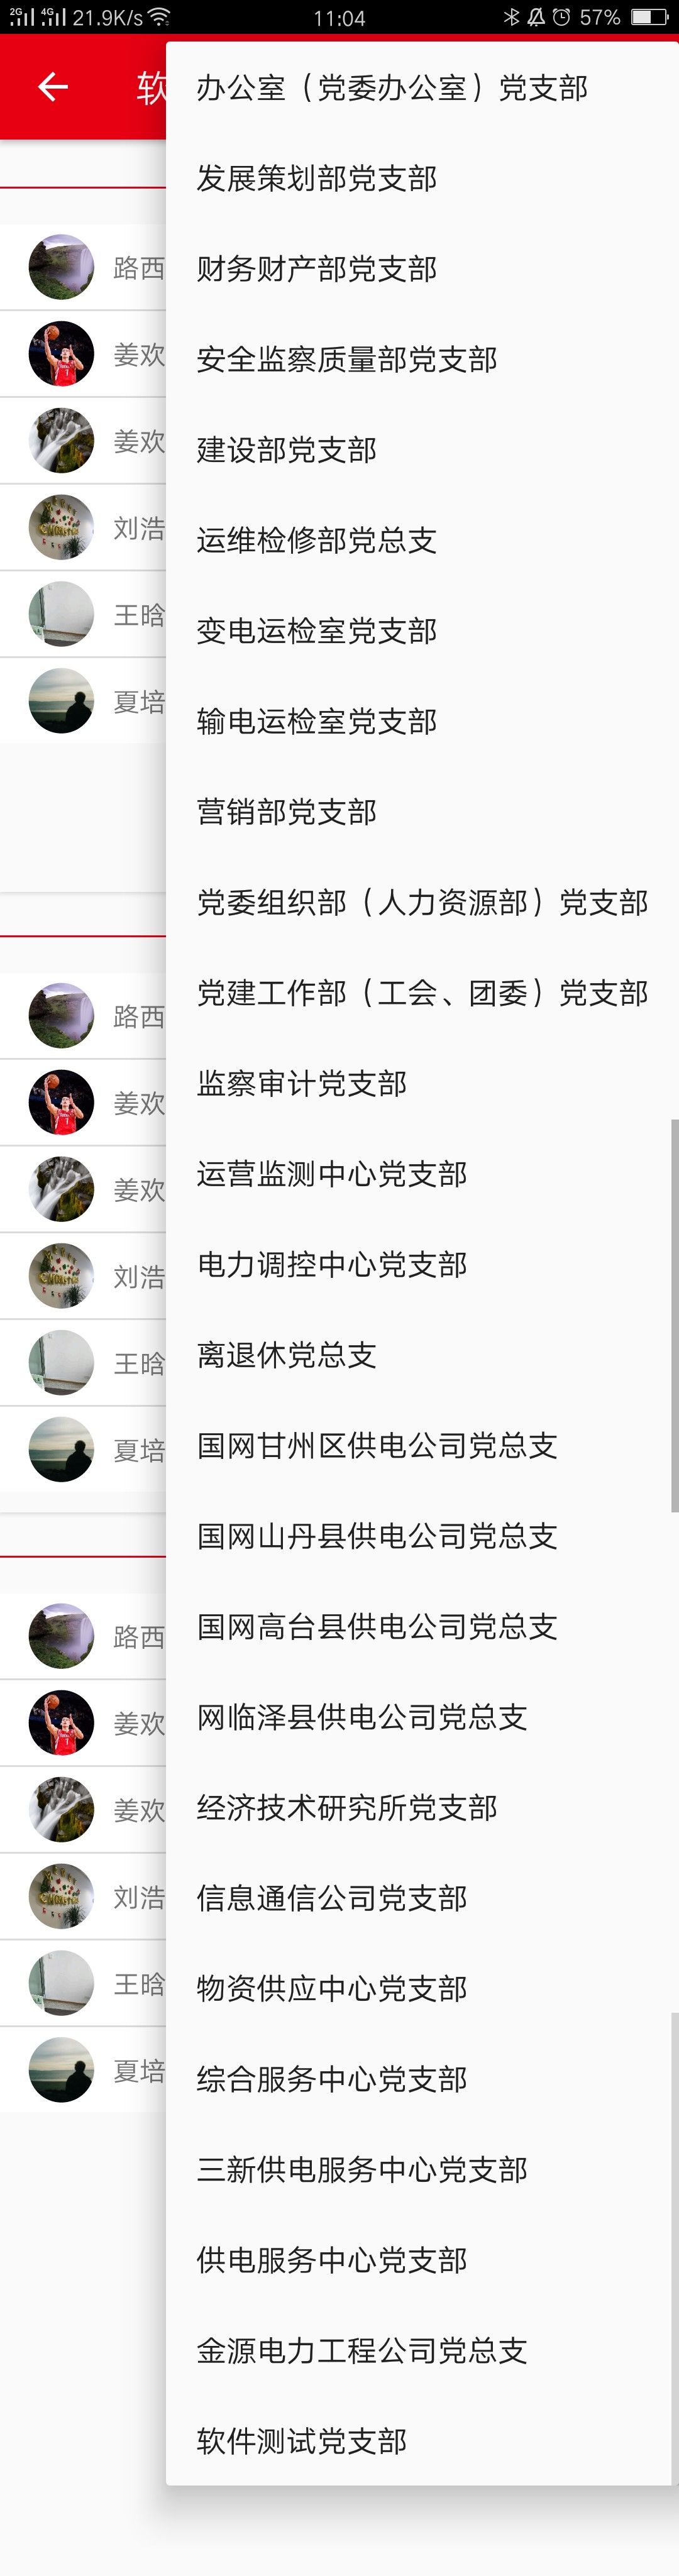 2G 4G 21.9K/s 11:04 57%
软
办公室（党委办公室）党支部
发展策划部党支部
财务财产部党支部
安全监察质量部党支部
建设部党支部
运维检修部党总支
变电运检室党支部
输电运检室党支部
营销部党支部
党委组织部（人力资源部）党支部
党建工作部（工会、团委）党支部
监察审计党支部
运营监测中心党支部
电力调控中心党支部
离退休党总支
国网甘州区供电公司党总支
国网山丹县供电公司党总支
国网高台县供电公司党总支
网临泽县供电公司党总支
经济技术研究所党支部
信息通信公司党支部
物资供应中心党支部
综合服务中心党支部
三新供电服务中心党支部
供电服务中心党支部
金源电力工程公司党总支
软件测试党支部
路西
姜欢
姜欢
刘浩
王晗
夏培
路西
姜欢
姜欢
刘浩
王晗
夏培
路西
姜欢
姜欢
刘浩
王晗
夏培